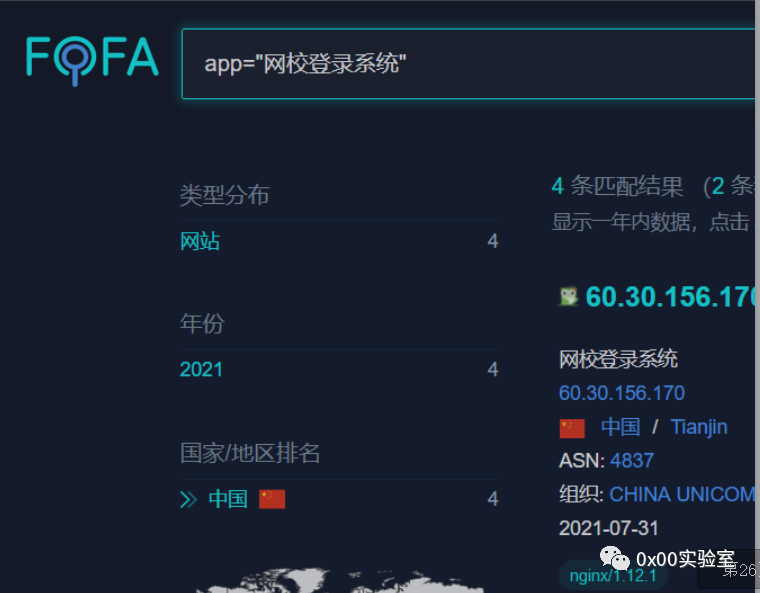 FOFA
app="网校登录系统"
类型分布
网站 4
年份
2021 4
国家/地区排名
中国 4
4 条匹配结果 (2 条
显示一年内数据，点击
60.30.156.170
网校登录系统
60.30.156.170
中国 / Tianjin
ASN: 4837
组织: CHINA UNICOM
2021-07-31
nginx/1.12.1
0x00实验室
第26